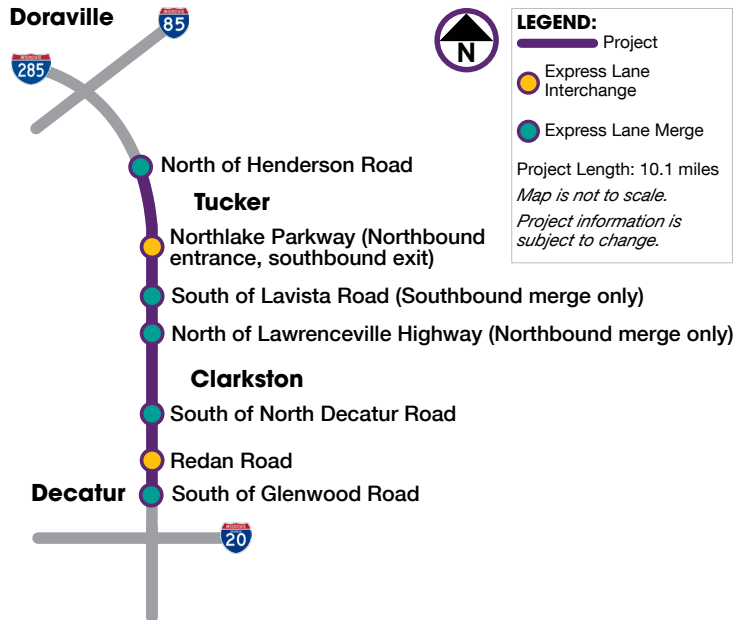 Doraville
INTERSTATE
85
INTERSTATE
285
North of Henderson Road
Tucker
Northlake Parkway (Northbound
entrance, southbound exit)
South of Lavista Road (Southbound merge only)
North of Lawrenceville Highway (Northbound merge only)
Clarkston
South of North Decatur Road
Redan Road
Decatur
South of Glenwood Road
INTERSTATE
20
N
LEGEND:
Project
Express Lane
Interchange
Express Lane Merge
Project Length: 10.1 miles
Map is not to scale.
Project information is
subject to change.